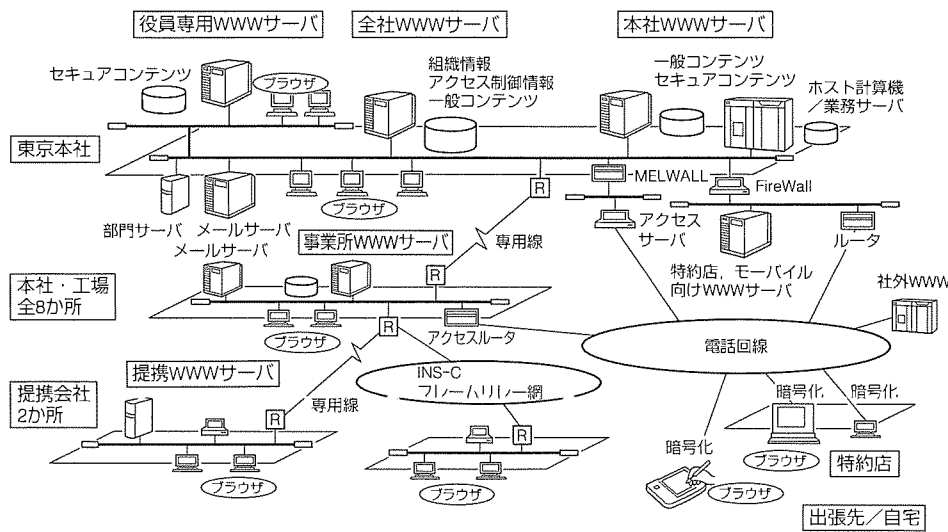 役員専用WWWサーバ
全社WWWサーバ
本社WWWサーバ
セキュアコンテンツ
ブラウザ
組織情報
アクセス制御情報
一般コンテンツ
一般コンテンツ
セキュアコンテンツ
ホスト計算機
/業務サーバ
東京本社
R
MELWALL
FireWall
ブラウザ
部門サーバ
メールサーバ
メールサーバ
事業所WWWサーバ
専用線
アクセス
サーバ
特約店,モーバイル
向けWWWサーバ
ルータ
本社・工場
全8か所
R
社外WWW
R
ブラウザ
アクセスルータ
電話回線
提携WWWサーバ
INS-C
フレームリレー網
提携会社
2か所
R
専用線
R
暗号化
暗号化
暗号化
ブラウザ
特約店
ブラウザ
ブラウザ
ブラウザ
出張先/自宅